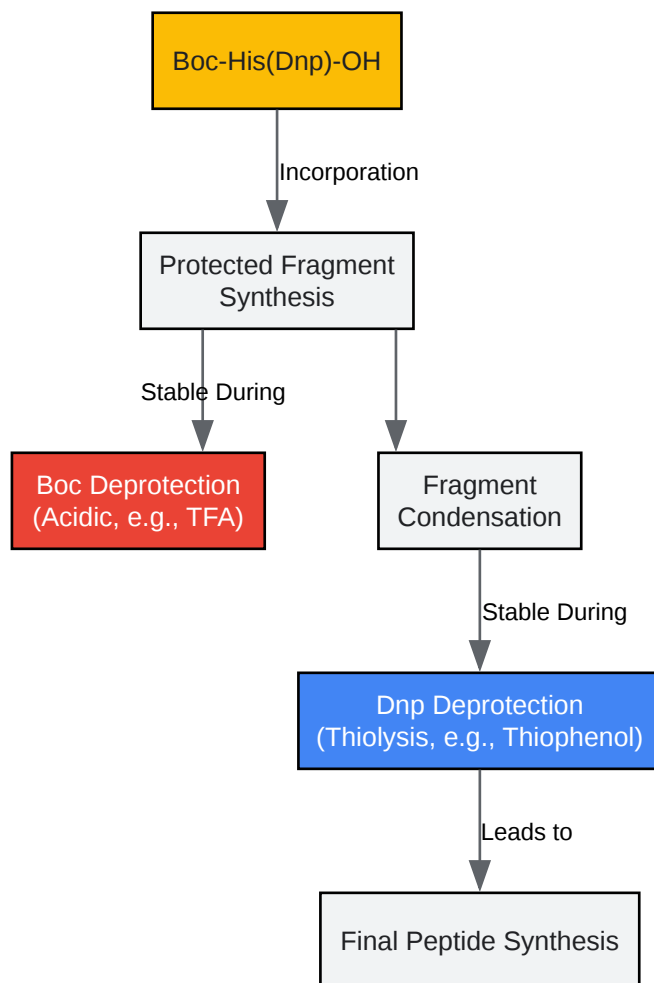 Boc-His(Dnp)-OH
Incorporation
Protected Fragment
Synthesis
Stable During
Boc Deprotection
(Acidic, e.g., TFA)
Fragment
Condensation
Stable During
Dnp Deprotection
(Thiolysis, e.g., Thiophenol)
Leads to
Final Peptide Synthesis